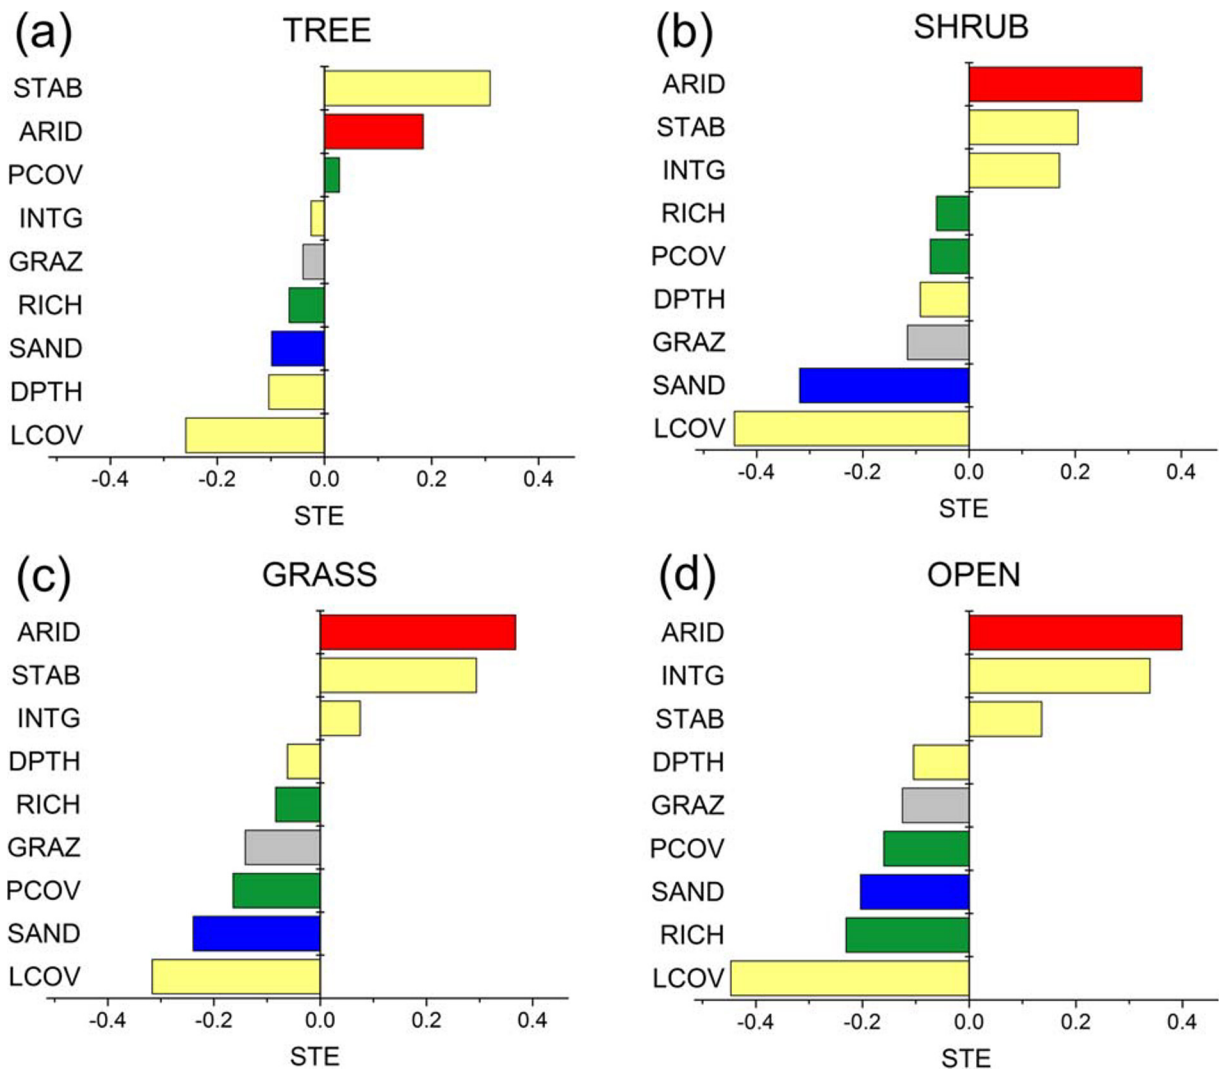 (a) TREE
STAB
ARID
PCOV
INTG
GRAZ
RICH
SAND
DPTH
LCOV
-0.4 -0.2 0.0 0.2 0.4
STE
(b) SHRUB
ARID
STAB
INTG
RICH
PCOV
DPTH
GRAZ
SAND
LCOV
-0.4 -0.2 0.0 0.2 0.4
STE
(c) GRASS
ARID
STAB
INTG
DPTH
RICH
GRAZ
PCOV
SAND
LCOV
-0.4 -0.2 0.0 0.2 0.4
STE
(d) OPEN
ARID
INTG
STAB
DPTH
GRAZ
PCOV
SAND
RICH
LCOV
-0.4 -0.2 0.0 0.2 0.4
STE